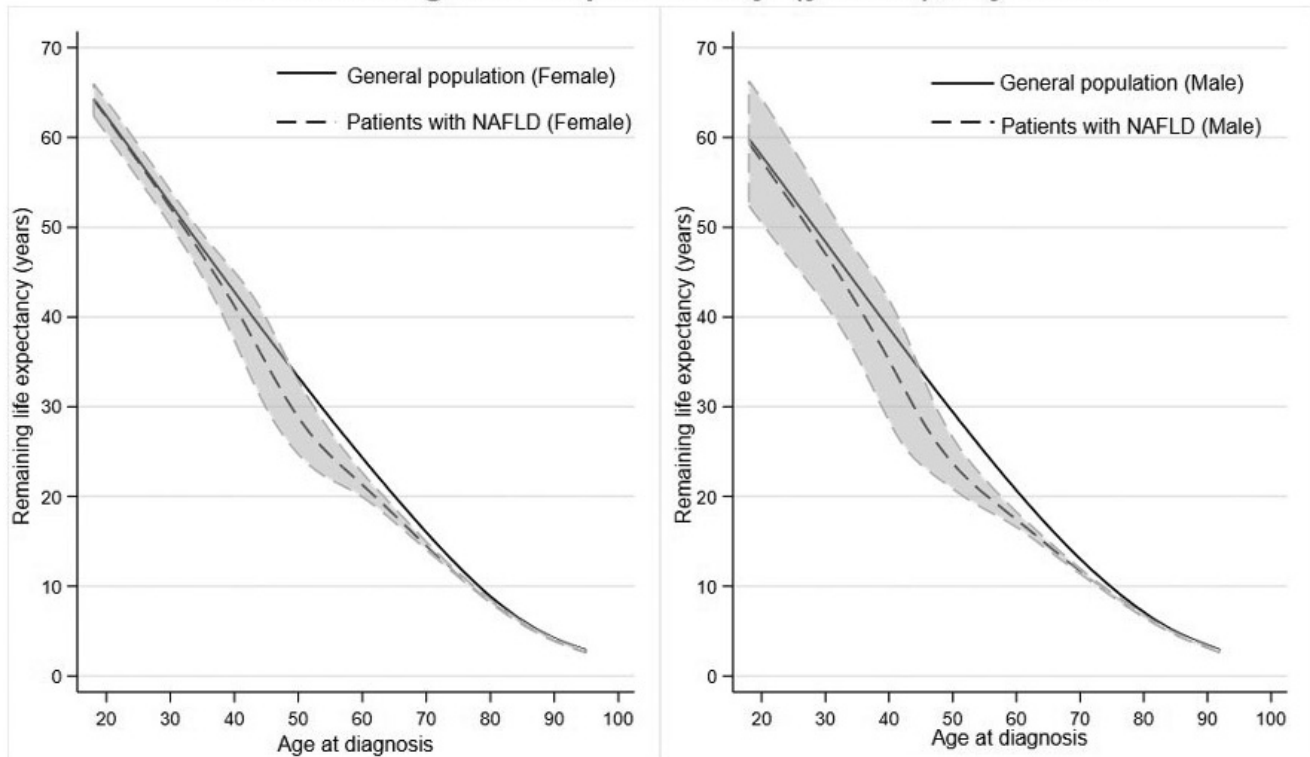 General population (Female)
Patients with NAFLD (Female)
Remaining life expectancy (years)
70
60
50
40
30
20
10
0
20 30 40 50 60 70 80 90 100
Age at diagnosis
General population (Male)
Patients with NAFLD (Male)
Remaining life expectancy (years)
70
60
50
40
30
20
10
0
20 30 40 50 60 70 80 90 100
Age at diagnosis